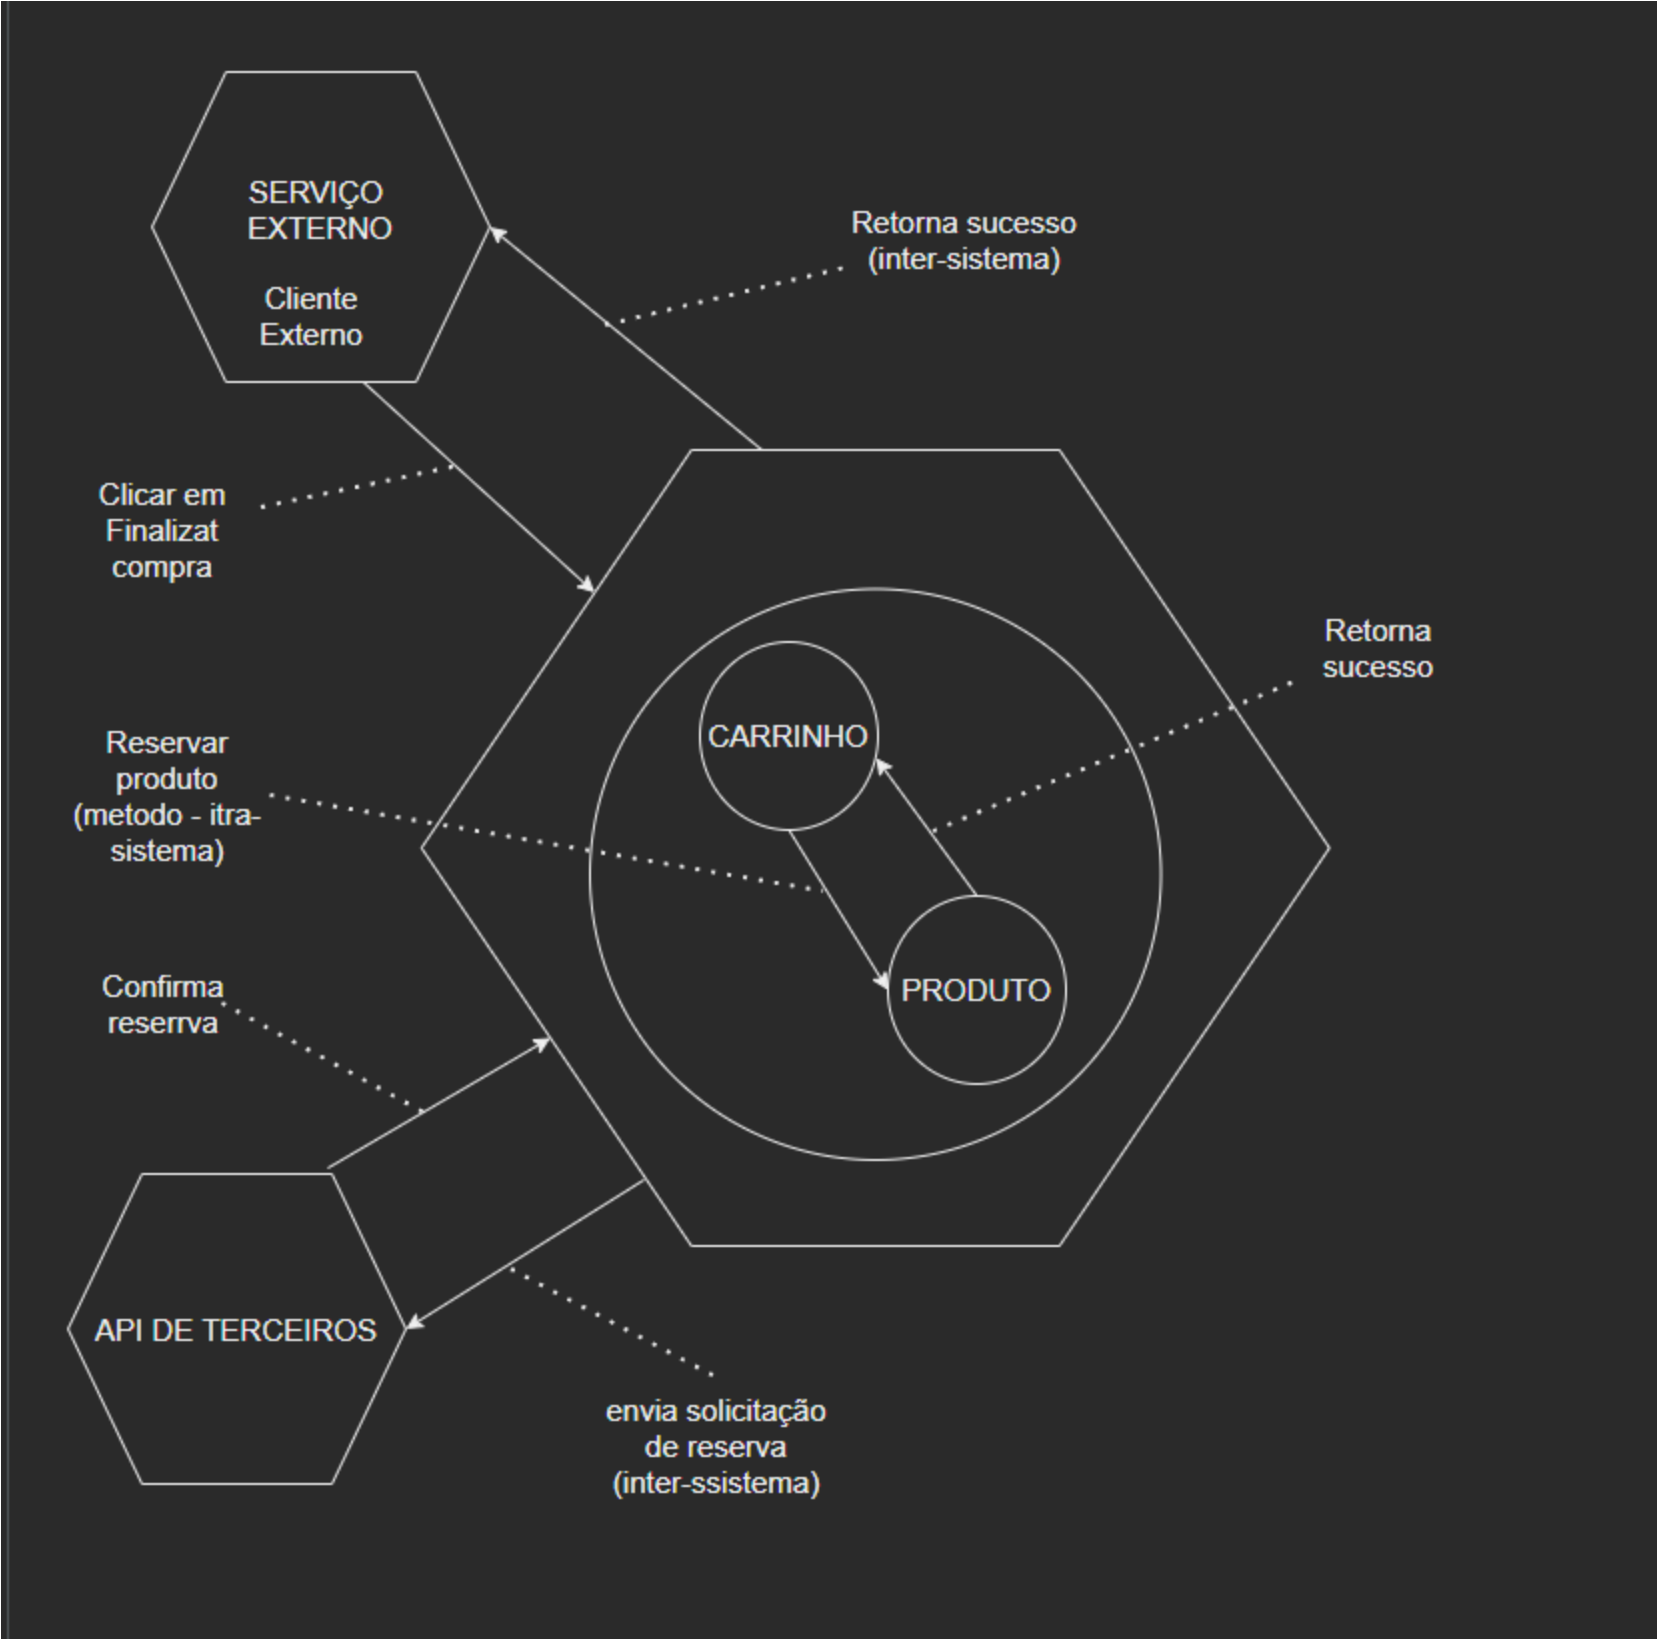 SERVIÇO
EXTERNO
Cliente
Externo
Retorna sucesso
(inter-sistema)
Clicar em
Finalizat
compra
Retorna
sucesso
CARRINHO
Reservar
produto
(metodo - itra-
sistema)
PRODUTO
Confirma
reserrva
API DE TERCEIROS
envia solicitação
de reserva
(inter-ssistema)